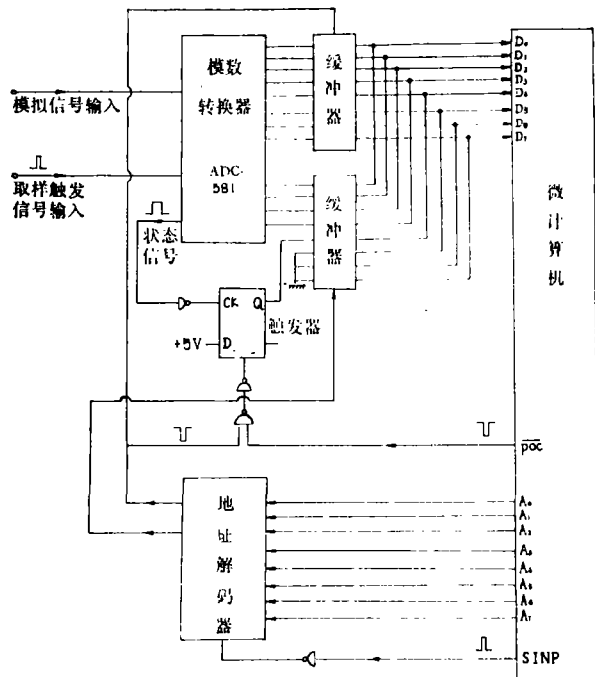 模数
转换器
ADC-
581
缓
冲
器
模拟信号输入
取样触发
信号输入
状态
信号
缓
冲
器
CK Q
D
+5V
触发器
地
址
解
码
器
微
计
算
机
D₀
D₁
D₂
D₃
D₄
D₅
D₆
D₇
poc
A₀
A₁
A₂
A₃
A₄
A₅
A₆
A₇
SINP